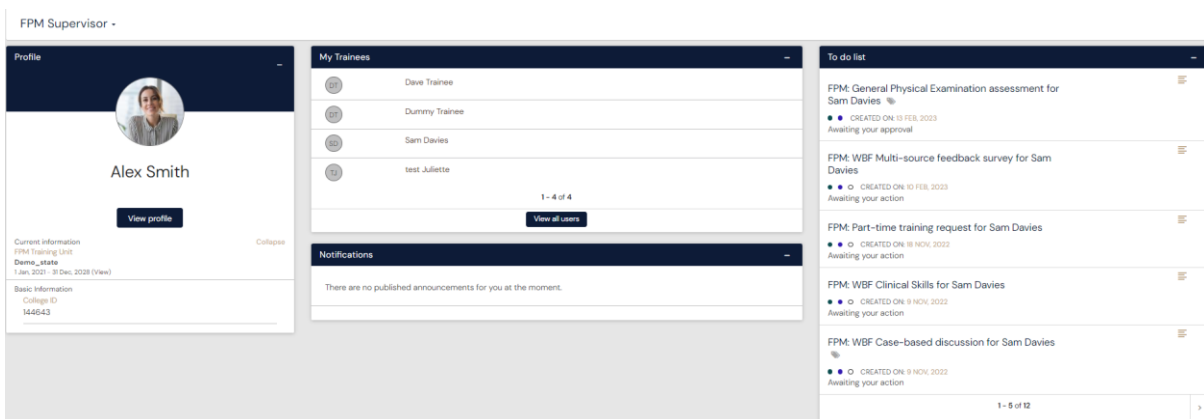 FPM Supervisor
Profile
Alex Smith
View profile
Current information
Collapse
FPM Training Unit
Demo_state
1 Jan, 2021 - 31 Dec, 2028 (View)
Basic Information
College ID
144643
My Trainees
DT
Dave Trainee
DT
Dummy Trainee
SD
Sam Davies
TJ
test Juliette
1 - 4 of 4
View all users
Notifications
There are no published announcements for you at the moment.
To do list
FPM: General Physical Examination assessment for
Sam Davies
CREATED ON: 13 FEB, 2023
Awaiting your approval
FPM: WBF Multi-source feedback survey for Sam
Davies
CREATED ON: 10 FEB, 2023
Awaiting your action
FPM: Part-time training request for Sam Davies
CREATED ON: 18 NOV, 2022
Awaiting your action
FPM: WBF Clinical Skills for Sam Davies
CREATED ON: 9 NOV, 2022
Awaiting your action
FPM: WBF Case-based discussion for Sam Davies
CREATED ON: 9 NOV, 2022
Awaiting your action
1 - 5 of 12